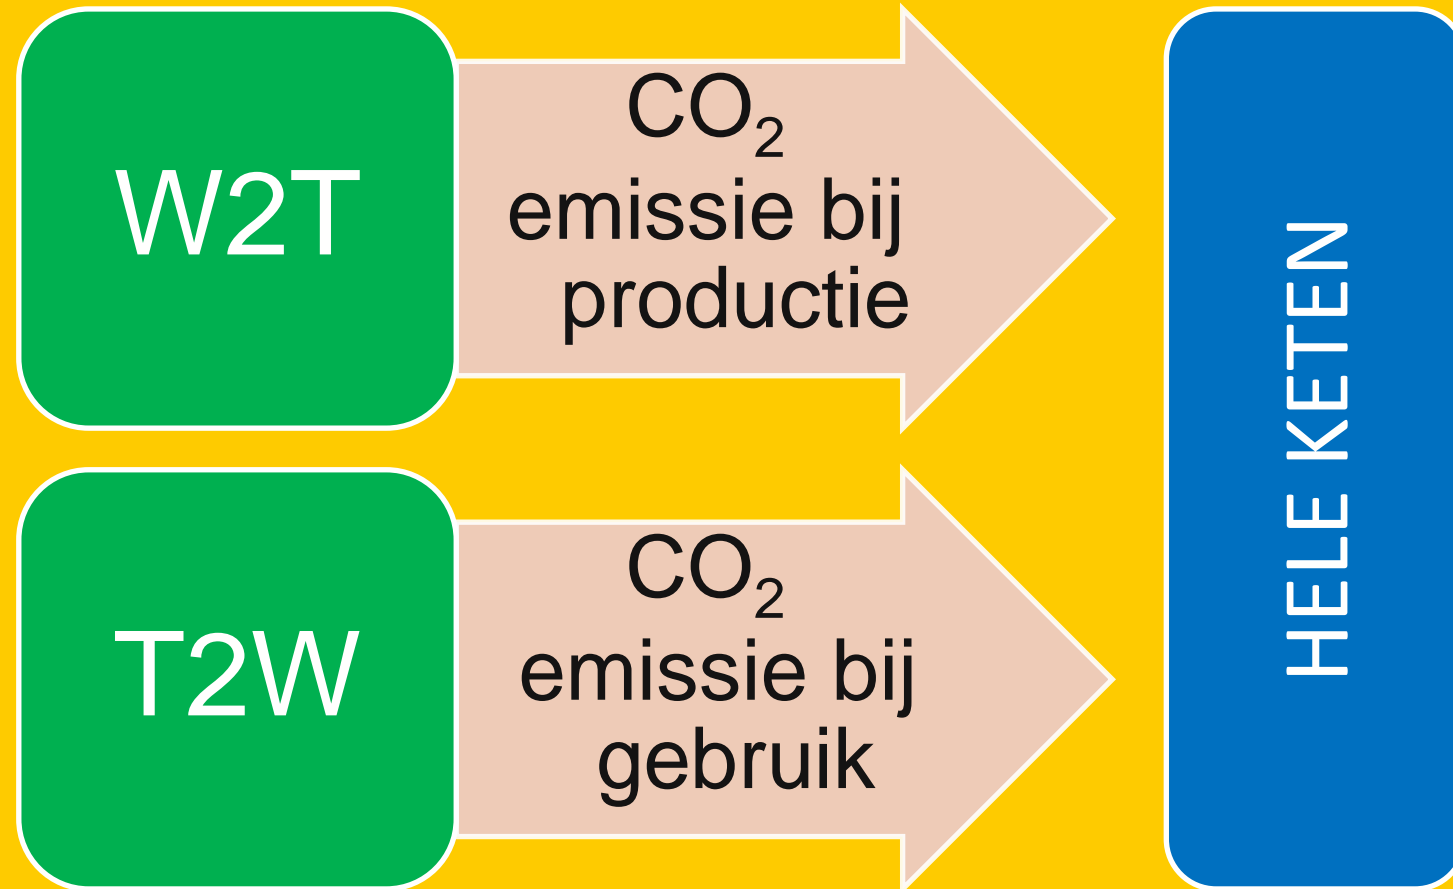 W2T
CO₂
emissie bij
productie
T2W
CO₂
emissie bij
gebruik
HELE KETEN